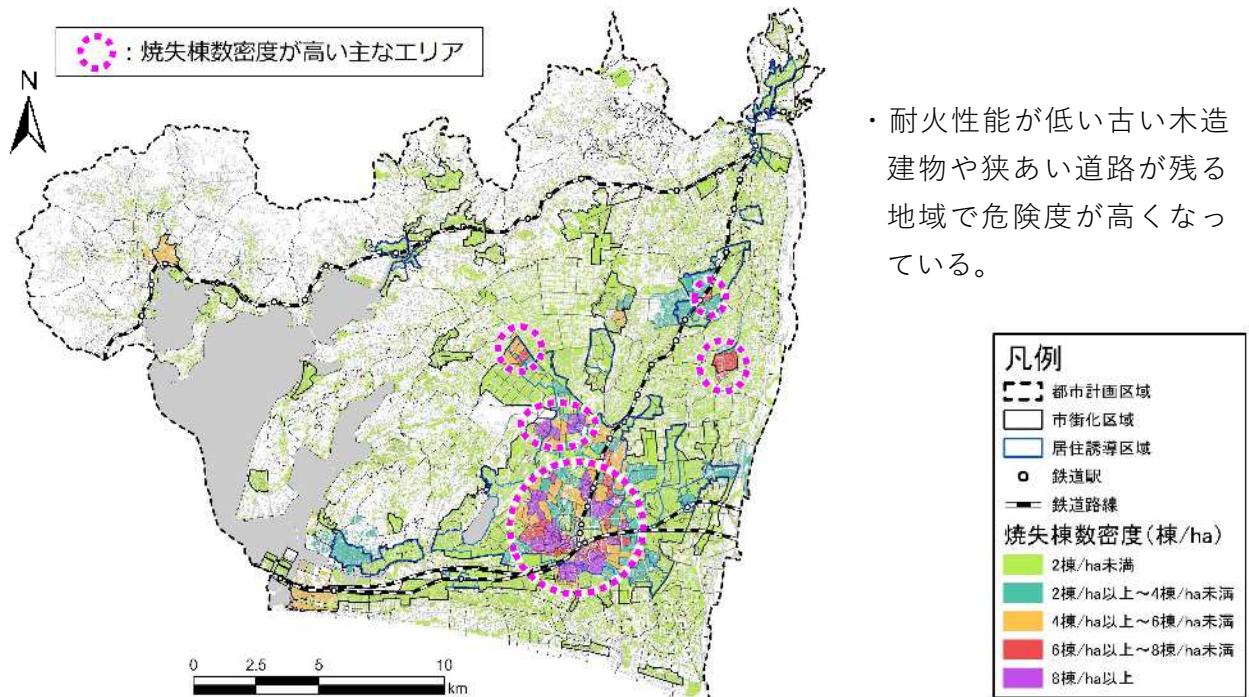 ：焼失棟数密度が高い主なエリア
N
・耐火性能が低い古い木造
建物や狭あい道路が残る
地域で危険度が高くなっ
ている。
凡例
都市計画区域
市街化区域
居住誘導区域
鉄道駅
鉄道路線
焼失棟数密度(棟/ha)
2棟/ha未満
2棟/ha以上～4棟/ha未満
4棟/ha以上～6棟/ha未満
6棟/ha以上～8棟/ha未満
8棟/ha以上
0 2.5 5 10
km